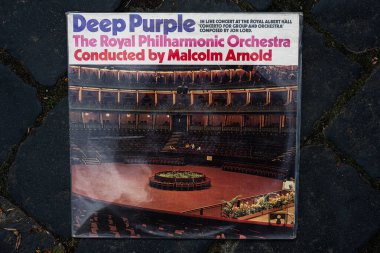 Deep Purple
IN LIVE CONCERT AT THE ROYAL ALBERT HALL
'CONCERTO FOR GROUP AND ORCHESTRA'
COMPOSED BY JON LORD.
The Royal Philharmonic Orchestra
Conducted by Malcolm Arnold